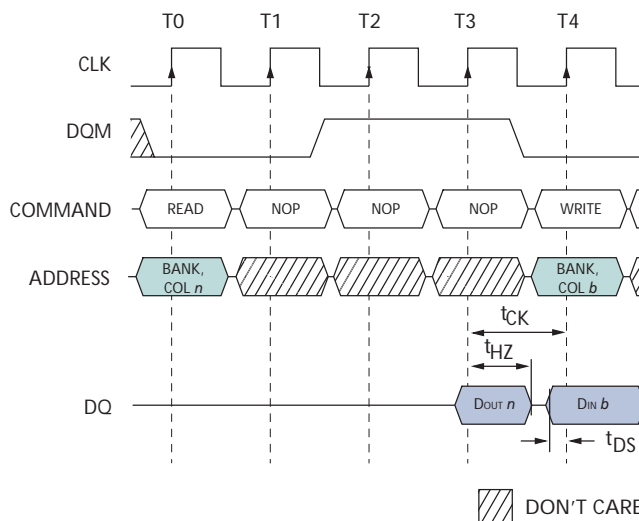 T0 T1 T2 T3 T4
CLK
DQM
COMMAND READ NOP NOP NOP WRITE
ADDRESS BANK, COL n BANK, COL b
tCK
tHZ
DQ DOUT n DIN b
tDS
DON'T CARE